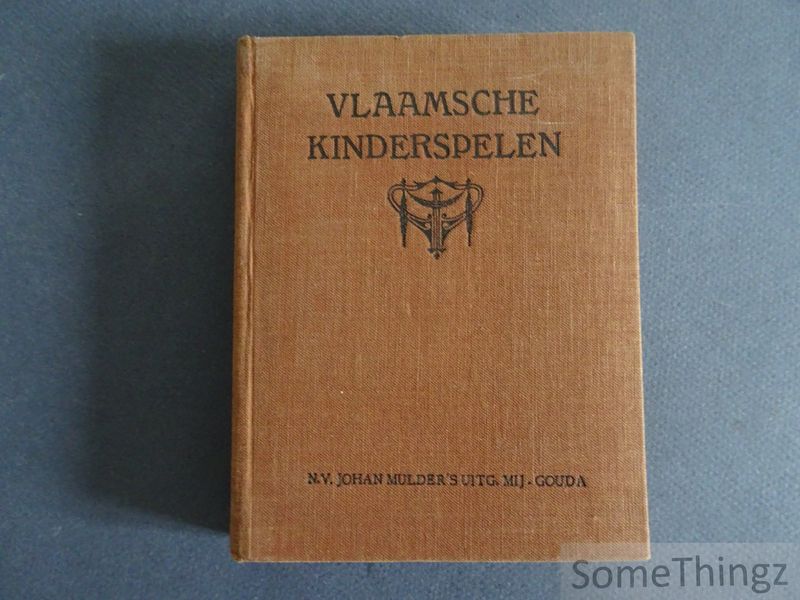 VLAAMSCHE
KINDERSPELEN
N.V. JOHAN MULDER'S UITG. MIJ - GOUDA
SomeThingz